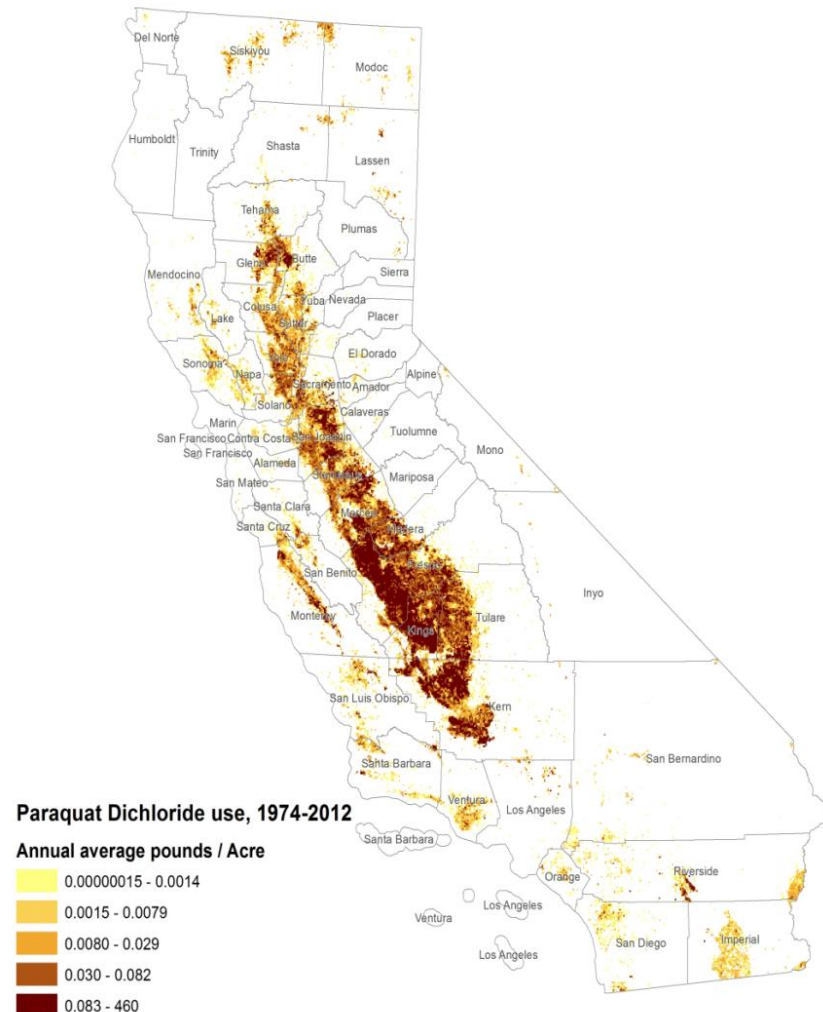 Del Norte
Siskiyou
Modoc
Humboldt
Trinity
Shasta
Lassen
Tehama
Plumas
Glenn
Butte
Mendocino
Sierra
Colusa
Yuba
Nevada
Lake
Sutter
Placer
Sonoma
Napa
Yolo
El Dorado
Sacramento
Amador
Alpine
Solano
Marin
Calaveras
San Francisco
Contra Costa
San Joaquin
Tuolumne
San Francisco
Mono
Alameda
Stanislaus
Mariposa
San Mateo
Santa Clara
Merced
Santa Cruz
Madera
San Benito
Fresno
Inyo
Monterey
Tulare
Kings
San Luis Obispo
Kern
Santa Barbara
San Bernardino
Ventura
Los Angeles
Santa Barbara
Orange
Riverside
Ventura
Los Angeles
Los Angeles
San Diego
Imperial
Paraquat Dichloride use, 1974-2012
Annual average pounds / Acre
0.00000015 - 0.0014
0.0015 - 0.0079
0.0080 - 0.029
0.030 - 0.082
0.083 - 460